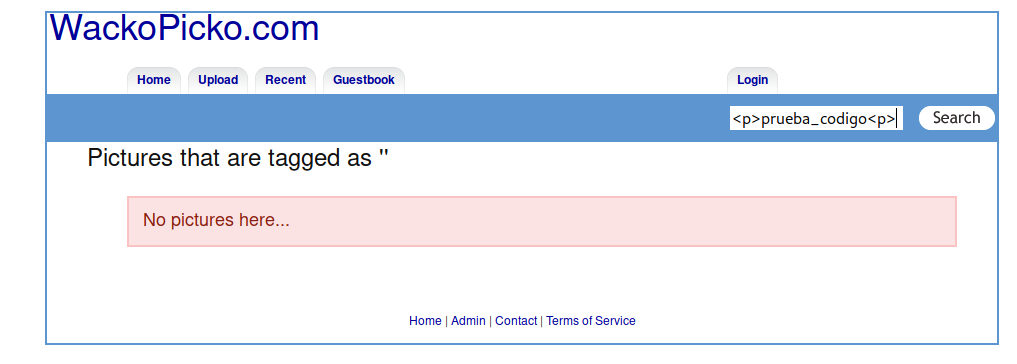 WackoPicko.com
Home Upload Recent Guestbook Login
<p>prueba_codigo<p> Search
Pictures that are tagged as ''
No pictures here...
Home | Admin | Contact | Terms of Service